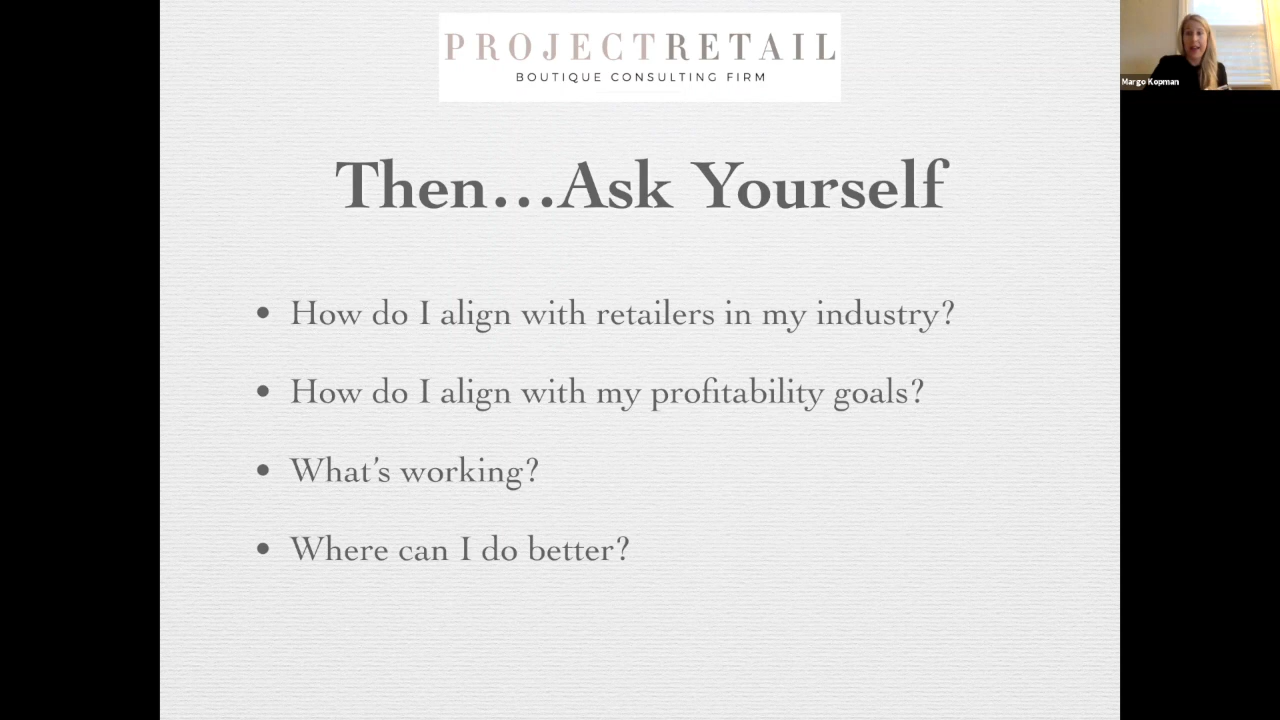 PROJECTRETAIL
BOUTIQUE CONSULTING FIRM
Margo Kopman
Then...Ask Yourself
• How do I align with retailers in my industry?
• How do I align with my profitability goals?
• What's working?
• Where can I do better?